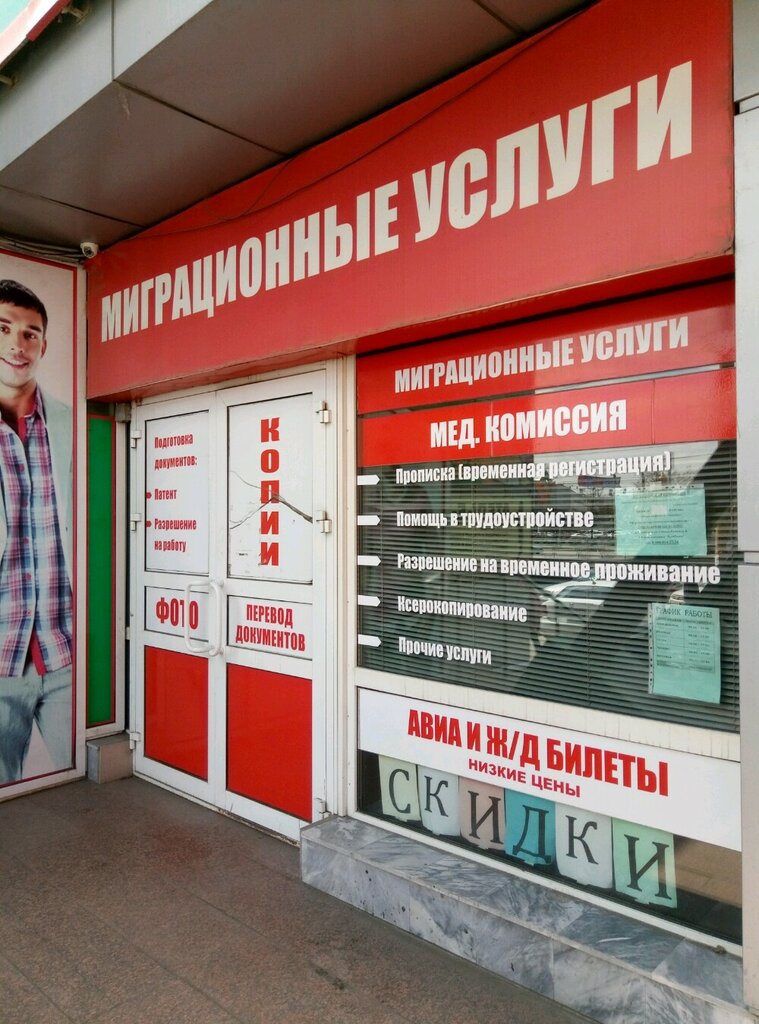 МИГРАЦИОННЫЕ УСЛУГИ
Подготовка
документов:
Патент
Разрешение
на работу
КОПИИ
ФОТО
ПЕРЕВОД
ДОКУМЕНТОВ
МИГРАЦИОННЫЕ УСЛУГИ
МЕД. КОМИССИЯ
Прописка (временная регистрация)
Помощь в трудоустройстве
Разрешение на временное проживание
Ксерокопирование
Прочие услуги
ГРАФИК РАБОТЫ
АВИА И Ж/Д БИЛЕТЫ
НИЗКИЕ ЦЕНЫ
СКИДКИ